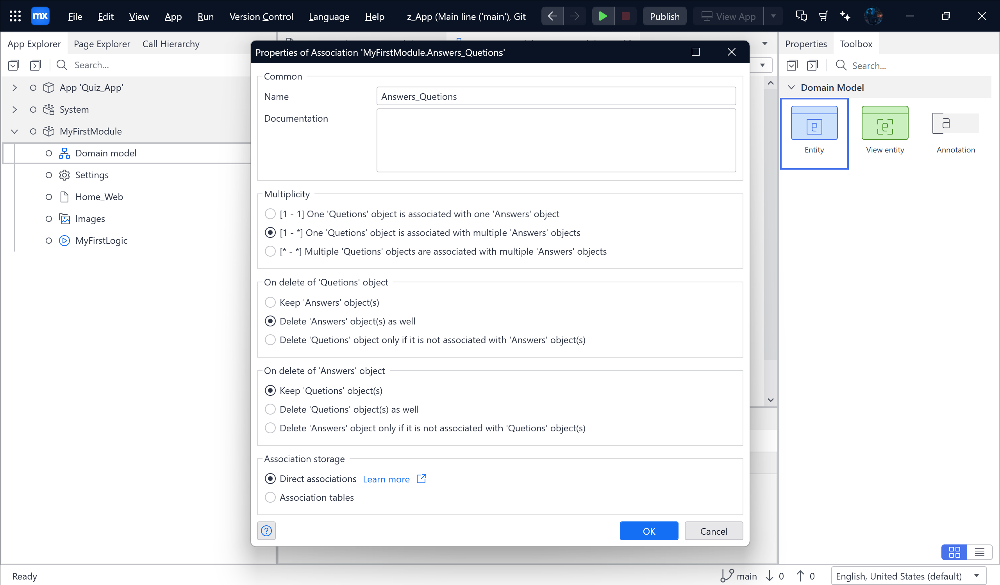 mx File Edit View App Run Version Control Language Help z_App (Main line ('main'), Git Publish View App
App Explorer Page Explorer Call Hierarchy
Search...
App 'Quiz_App'
System
MyFirstModule
Domain model
Settings
Home_Web
Images
MyFirstLogic
Properties of Association 'MyFirstModule.Answers_Quetions'
Common
Name Answers_Quetions
Documentation
Multiplicity
[1 - 1] One 'Quetions' object is associated with one 'Answers' object
[1 - *] One 'Quetions' object is associated with multiple 'Answers' objects
[* - *] Multiple 'Quetions' objects are associated with multiple 'Answers' objects
On delete of 'Quetions' object
Keep 'Answers' object(s)
Delete 'Answers' object(s) as well
Delete 'Quetions' object only if it is not associated with 'Answers' object(s)
On delete of 'Answers' object
Keep 'Quetions' object(s)
Delete 'Quetions' object(s) as well
Delete 'Answers' object only if it is not associated with 'Quetions' object(s)
Association storage
Direct associations Learn more
Association tables
? OK Cancel
Properties Toolbox
Search...
Domain Model
e e a
Entity View entity Annotation
Ready main 0 0 English, United States (default)